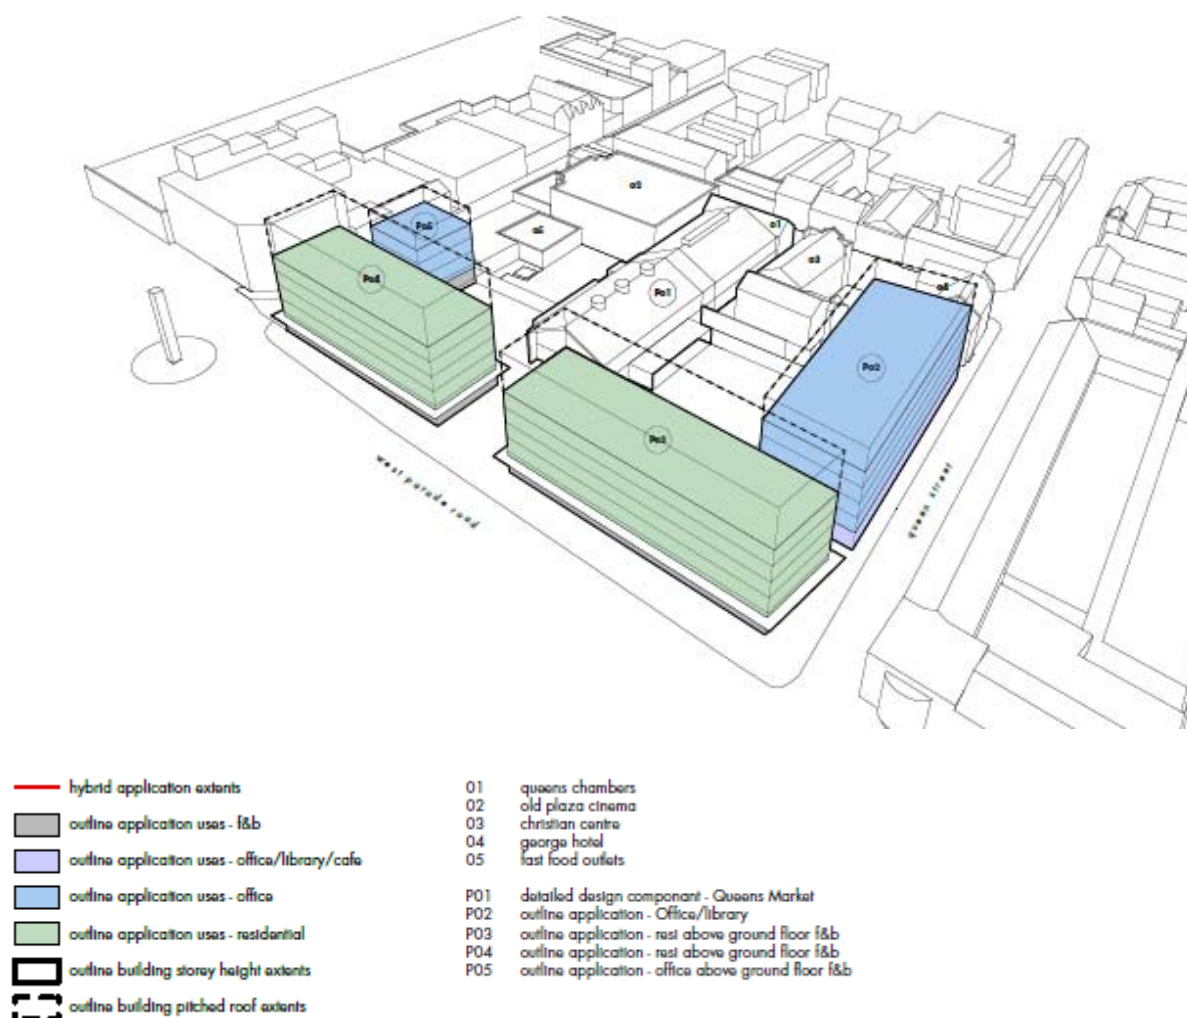 02
01
P05
05
03
P04
P01
04
P02
P03
west parade road
queen street
hybrid application extents
outline application uses - f&b
outline application uses - office/library/cafe
outline application uses - office
outline application uses - residential
outline building storey height extents
outline building pitched roof extents
01 queens chambers
02 old plaza cinema
03 christian centre
04 george hotel
05 fast food outlets
P01 detailed design componant - Queens Market
P02 outline application - Office/library
P03 outline application - resi above ground floor f&b
P04 outline application - resi above ground floor f&b
P05 outline application - office above ground floor f&b